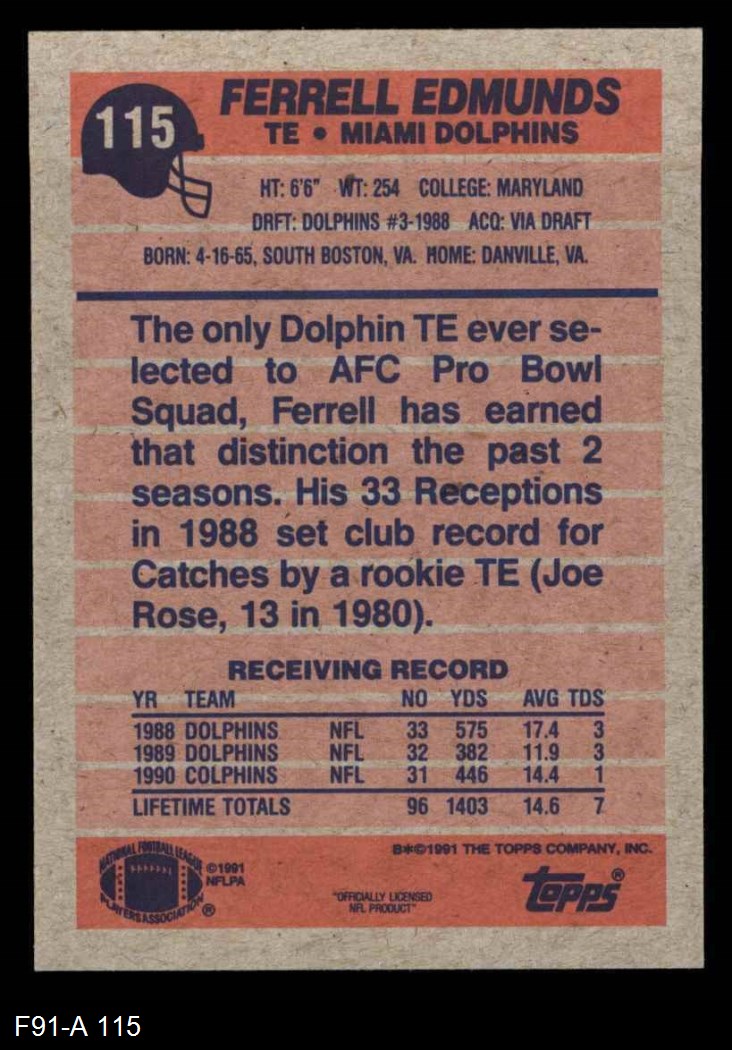 115
FERRELL EDMUNDS
TE • MIAMI DOLPHINS
HT: 6'6" WT: 254 COLLEGE: MARYLAND
DRFT: DOLPHINS #3-1988 ACQ: VIA DRAFT
BORN: 4-16-65, SOUTH BOSTON, VA. HOME: DANVILLE, VA.
The only Dolphin TE ever se-
lected to AFC Pro Bowl
Squad, Ferrell has earned
that distinction the past 2
seasons. His 33 Receptions
in 1988 set club record for
Catches by a rookie TE (Joe
Rose, 13 in 1980).
RECEIVING RECORD
YR TEAM NO YDS AVG TDS
1988 DOLPHINS NFL 33 575 17.4 3
1989 DOLPHINS NFL 32 382 11.9 3
1990 COLPHINS NFL 31 446 14.4 1
LIFETIME TOTALS 96 1403 14.6 7
B*©1991 THE TOPPS COMPANY, INC.
NATIONAL FOOTBALL LEAGUE
PLAYERS ASSOCIATION ®
©1991
NFLPA
"OFFICIALLY LICENSED
NFL PRODUCT"
topps ®
F91-A 115